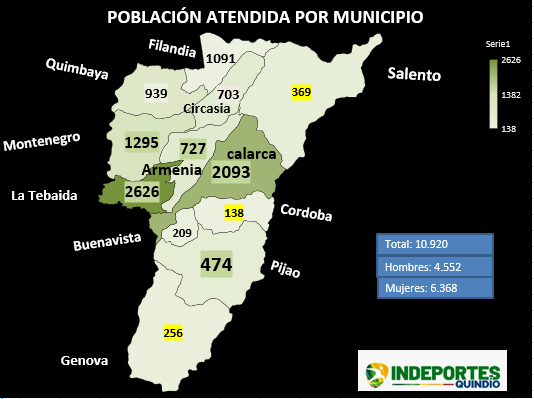 POBLACIÓN ATENDIDA POR MUNICIPIO
Filandia
1091
Serie1
2626
1382
138
Quimbaya
939
703
Circasia
369
Salento
Montenegro
1295
727
calarca
Armenia
2093
La Tebaida
2626
138
Cordoba
Buenavista
209
474
Pijao
Total: 10.920
Hombres: 4.552
Mujeres: 6.368
256
Genova
INDEPORTES
QUINDIO